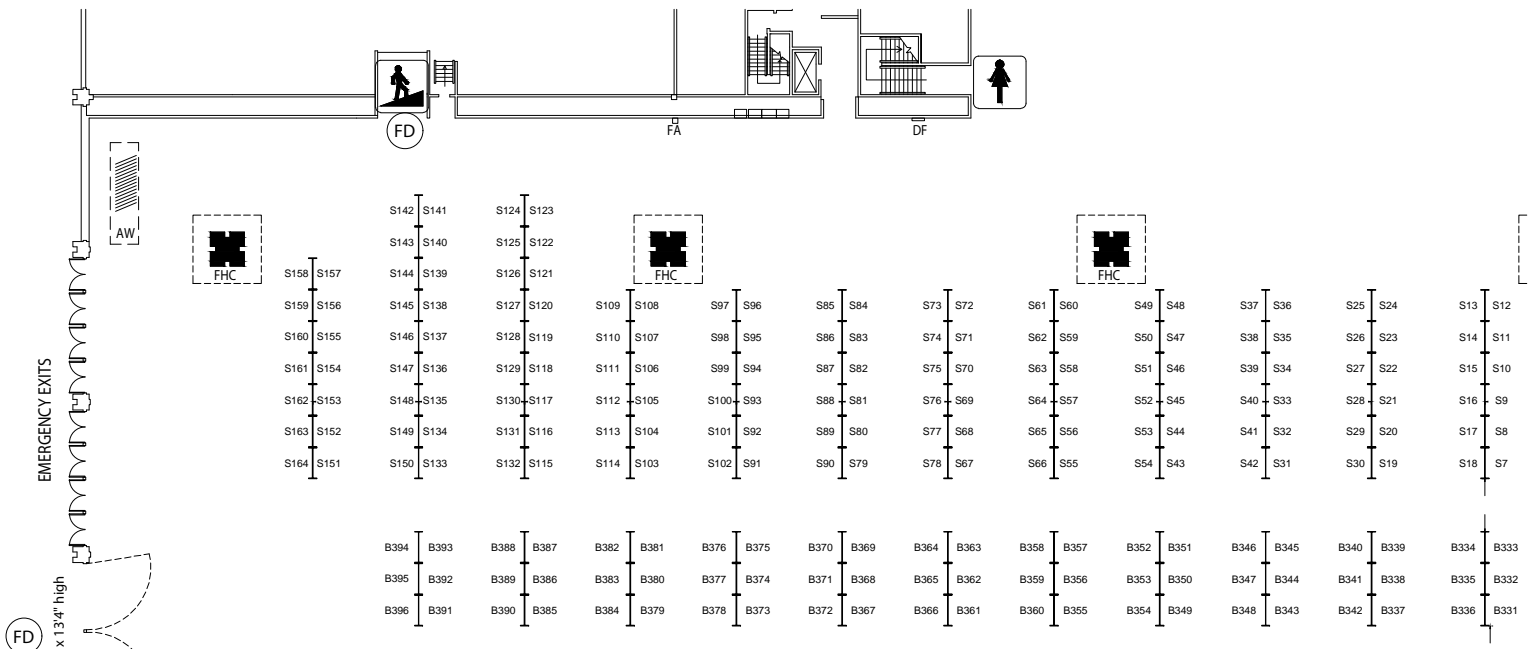 FD
FA
DF
AW
FHC
FHC
FHC
S142 S141 S124 S123
S143 S140 S125 S122
S158 S157 S144 S139 S126 S121
S159 S156 S145 S138 S127 S120 S109 S108 S97 S96 S85 S84 S73 S72 S61 S60 S49 S48 S37 S36 S25 S24 S13 S12
S160 S155 S146 S137 S128 S119 S110 S107 S98 S95 S86 S83 S74 S71 S62 S59 S50 S47 S38 S35 S26 S23 S14 S11
S161 S154 S147 S136 S129 S118 S111 S106 S99 S94 S87 S82 S75 S70 S63 S58 S51 S46 S39 S34 S27 S22 S15 S10
S162 S153 S148 S135 S130 S117 S112 S105 S100 S93 S88 S81 S76 S69 S64 S57 S52 S45 S40 S33 S28 S21 S16 S9
S163 S152 S149 S134 S131 S116 S113 S104 S101 S92 S89 S80 S77 S68 S65 S56 S53 S44 S41 S32 S29 S20 S17 S8
S164 S151 S150 S133 S132 S115 S114 S103 S102 S91 S90 S79 S78 S67 S66 S55 S54 S43 S42 S31 S30 S19 S18 S7
EMERGENCY EXITS
B394 B393 B388 B387 B382 B381 B376 B375 B370 B369 B364 B363 B358 B357 B352 B351 B346 B345 B340 B339 B334 B333
B395 B392 B389 B386 B383 B380 B377 B374 B371 B368 B365 B362 B359 B356 B353 B350 B347 B344 B341 B338 B335 B332
B396 B391 B390 B385 B384 B379 B378 B373 B372 B367 B366 B361 B360 B355 B354 B349 B348 B343 B342 B337 B336 B331
x 13'4" high
FD